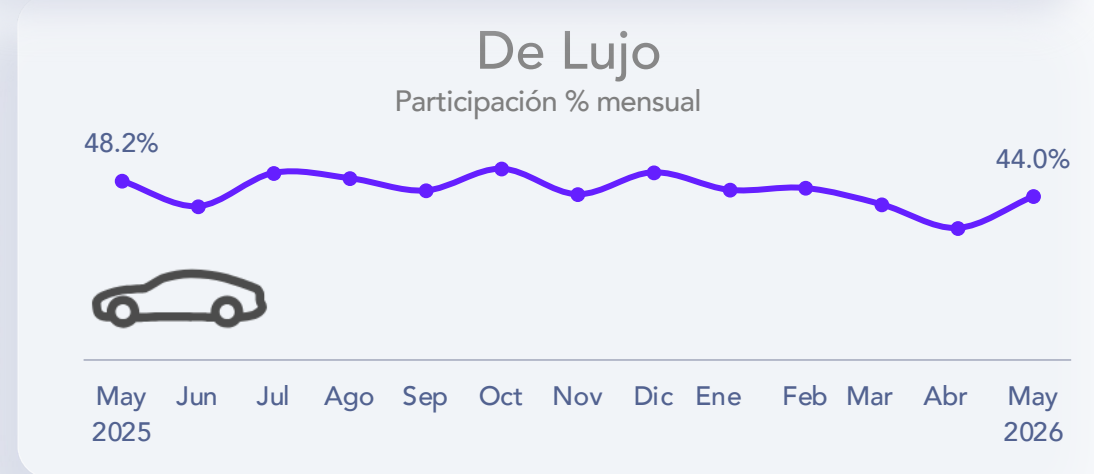 De Lujo
Participación % mensual
48.2%
44.0%
May Jun Jul Ago Sep Oct Nov Dic Ene Feb Mar Abr May
2025 2026